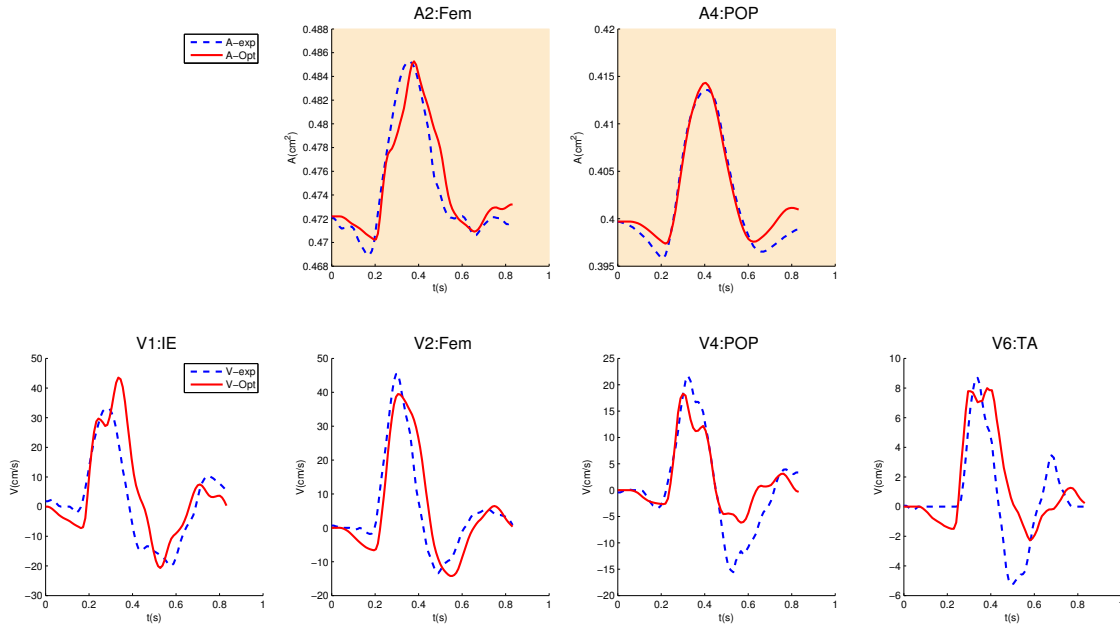 A2:Fem
A4:POP
A−exp
A−Opt
A(cm²)
0.488
0.486
0.484
0.482
0.48
0.478
0.476
0.474
0.472
0.47
0.468
0 0.2 0.4 0.6 0.8 1
t(s)
A(cm²)
0.42
0.415
0.41
0.405
0.4
0.395
0 0.2 0.4 0.6 0.8 1
t(s)
V1:IE
V2:Fem
V4:POP
V6:TA
V−exp
V−Opt
V(cm/s)
50
40
30
20
10
0
−10
−20
−30
0 0.2 0.4 0.6 0.8 1
t(s)
V(cm/s)
50
40
30
20
10
0
−10
−20
0 0.2 0.4 0.6 0.8 1
t(s)
V(cm/s)
25
20
15
10
5
0
−5
−10
−15
−20
0 0.2 0.4 0.6 0.8 1
t(s)
V(cm/s)
10
8
6
4
2
0
−2
−4
−6
0 0.2 0.4 0.6 0.8 1
t(s)